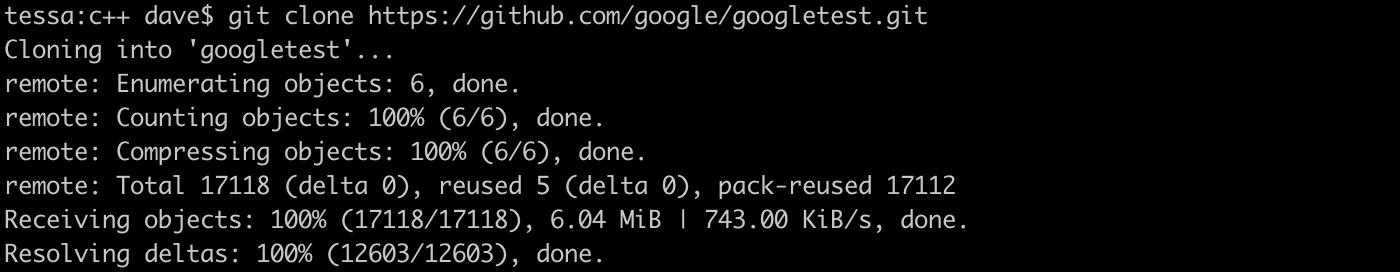 tessa:c++ dave$ git clone https://github.com/google/googletest.git
Cloning into 'googletest'...
remote: Enumerating objects: 6, done.
remote: Counting objects: 100% (6/6), done.
remote: Compressing objects: 100% (6/6), done.
remote: Total 17118 (delta 0), reused 5 (delta 0), pack-reused 17112
Receiving objects: 100% (17118/17118), 6.04 MiB | 743.00 KiB/s, done.
Resolving deltas: 100% (12603/12603), done.